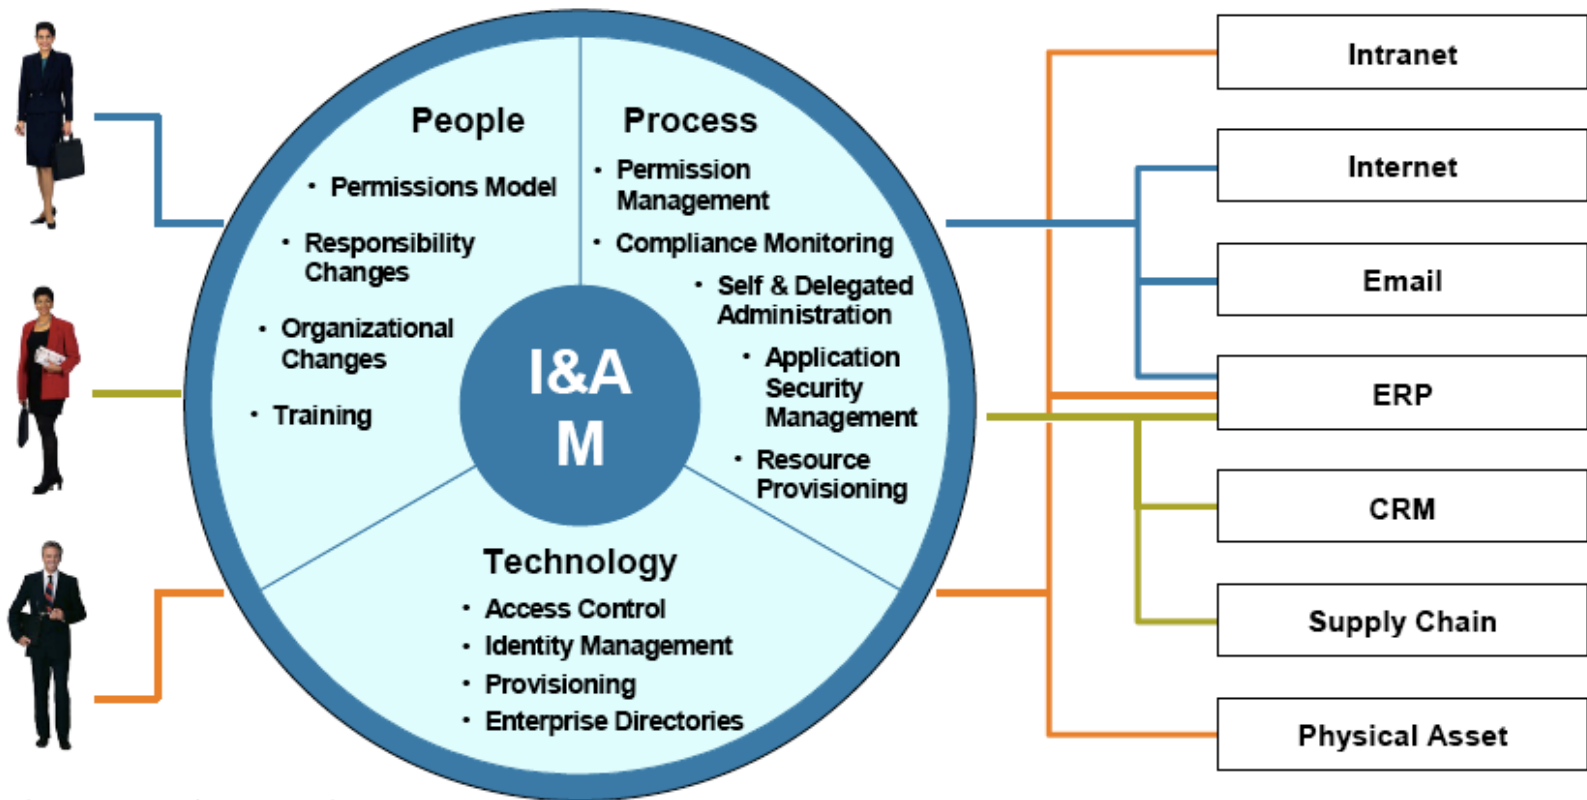 People
• Permissions Model
• Responsibility
Changes
• Organizational
Changes
• Training
Process
• Permission
Management
• Compliance Monitoring
• Self & Delegated
Administration
• Application
Security
Management
• Resource
Provisioning
I&A
M
Technology
• Access Control
• Identity Management
• Provisioning
• Enterprise Directories
Intranet
Internet
Email
ERP
CRM
Supply Chain
Physical Asset